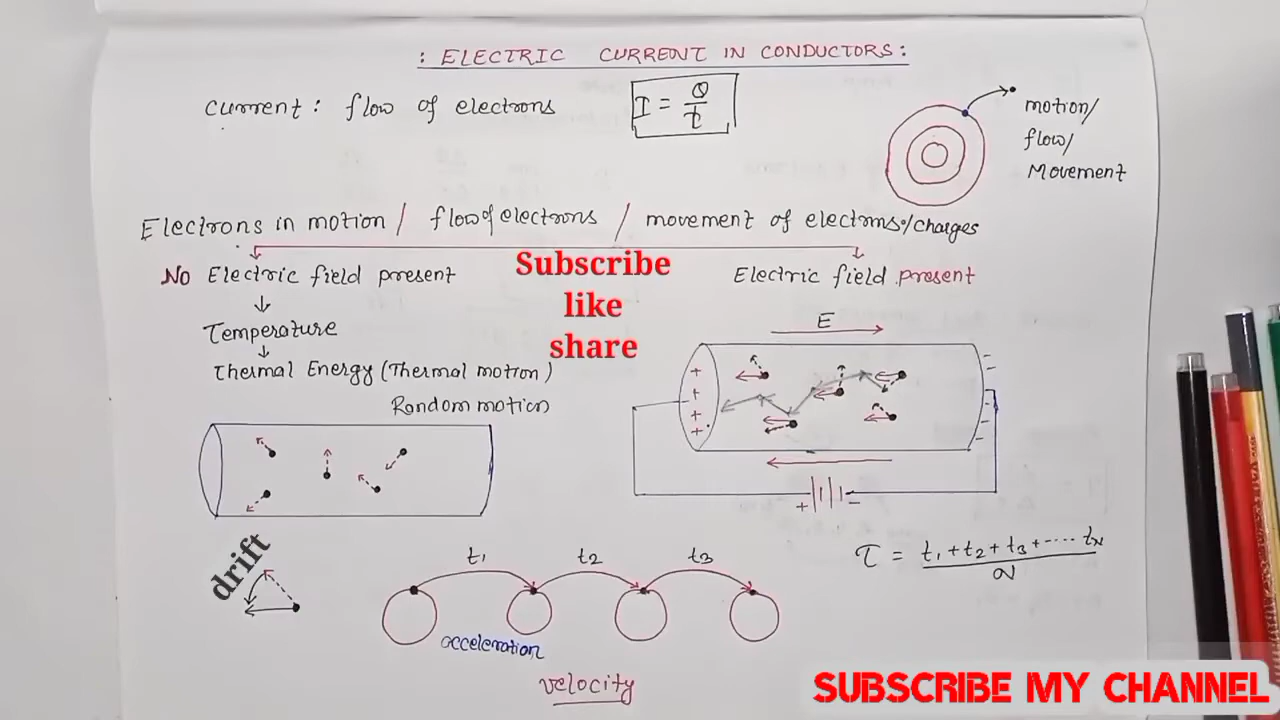 : ELECTRIC CURRENT IN CONDUCTORS :
Current : flow of electrons
I = Q/t
motion/
flow/
Movement
Electrons in motion / flow of electrons / movement of electrons/charges
No Electric field present
Electric field present
Subscribe
like
share
Temperature
Thermal Energy (Thermal motion)
Random motion
E
+
+
+
+
-
-
-
-
+ -
drift
t1 t2 t3
τ = t1+t2+t3+....tN / N
acceleration
velocity
SUBSCRIBE MY CHANNEL